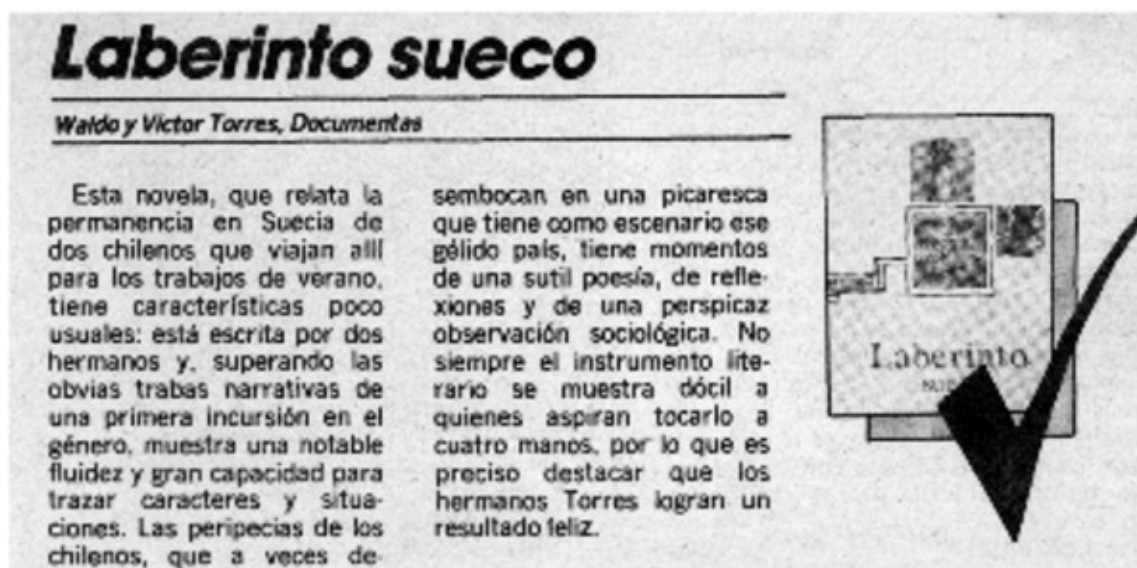 Laberinto sueco
Waldo y Víctor Torres, Documentas
Esta novela, que relata la
permanencia en Suecia de
dos chilenos que viajan allí
para los trabajos de verano,
tiene características poco
usuales: está escrita por dos
hermanos y, superando las
obvias trabas narrativas de
una primera incursión en el
género, muestra una notable
fluidez y gran capacidad para
trazar caracteres y situa-
ciones. Las peripecias de los
chilenos, que a veces de-
sembocan en una picaresca
que tiene como escenario ese
gélido país, tiene momentos
de una sutil poesía, de refle-
xiones y de una perspicaz
observación sociológica. No
siempre el instrumento lite-
rario se muestra dócil a
quienes aspiran tocarlo a
cuatro manos, por lo que es
preciso destacar que los
hermanos Torres logran un
resultado feliz.
Laberinto